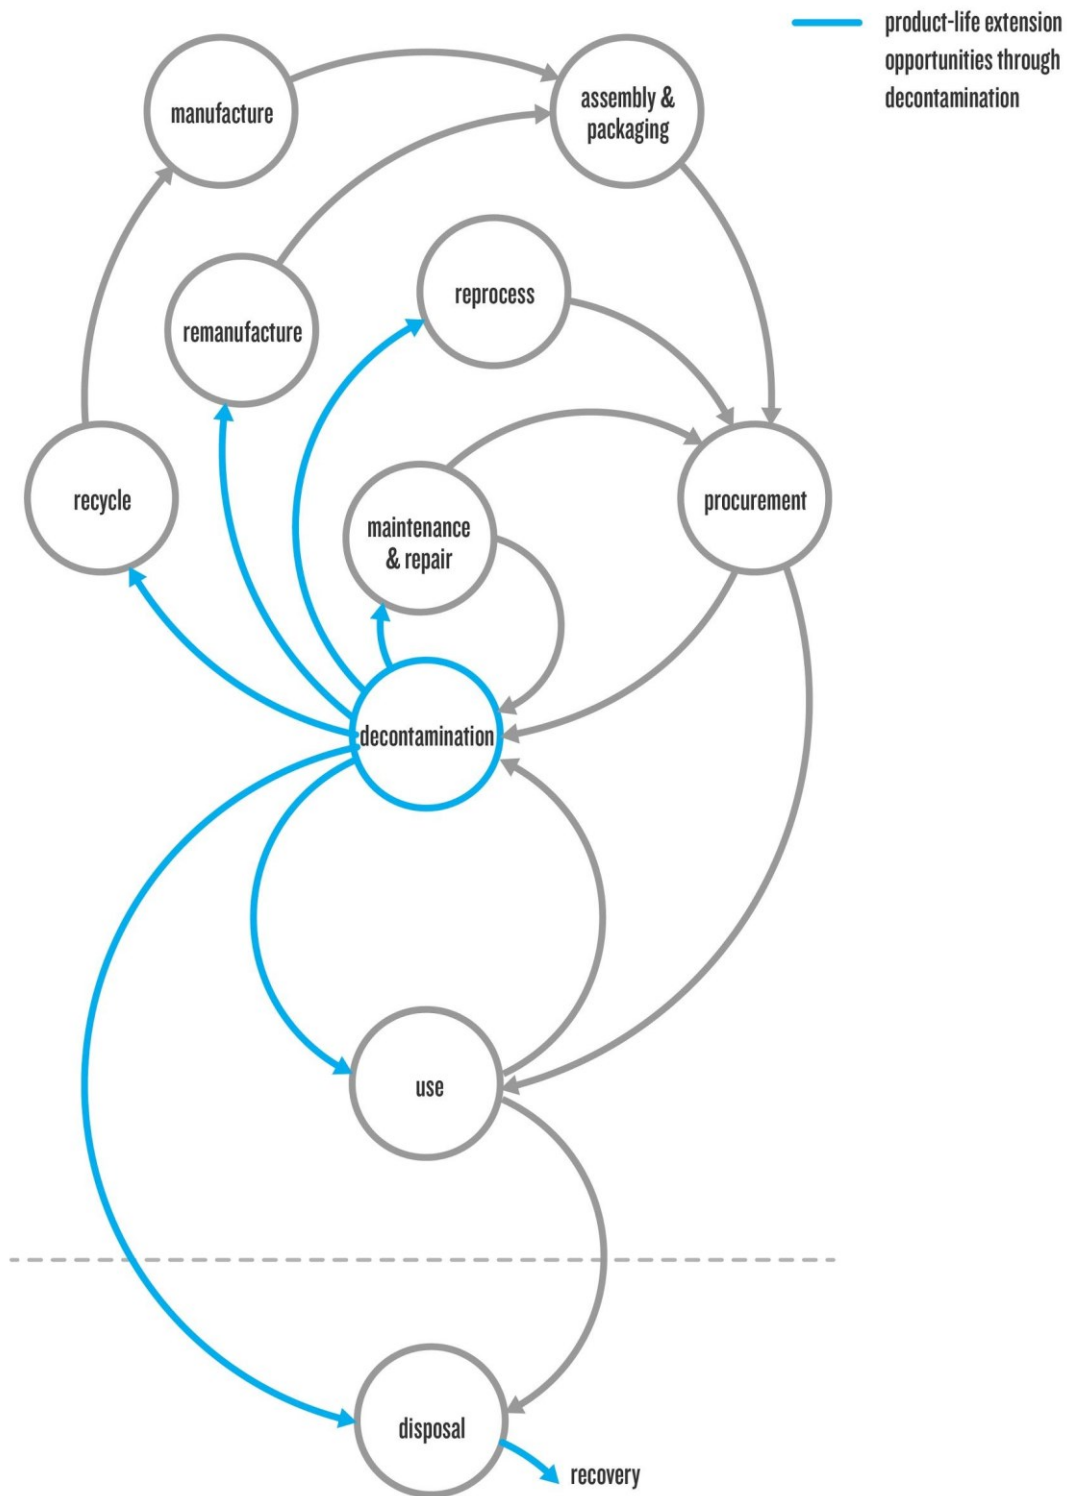 product-life extension
opportunities through
decontamination
manufacture
assembly &
packaging
reprocess
remanufacture
recycle
maintenance
& repair
procurement
decontamination
use
disposal
recovery